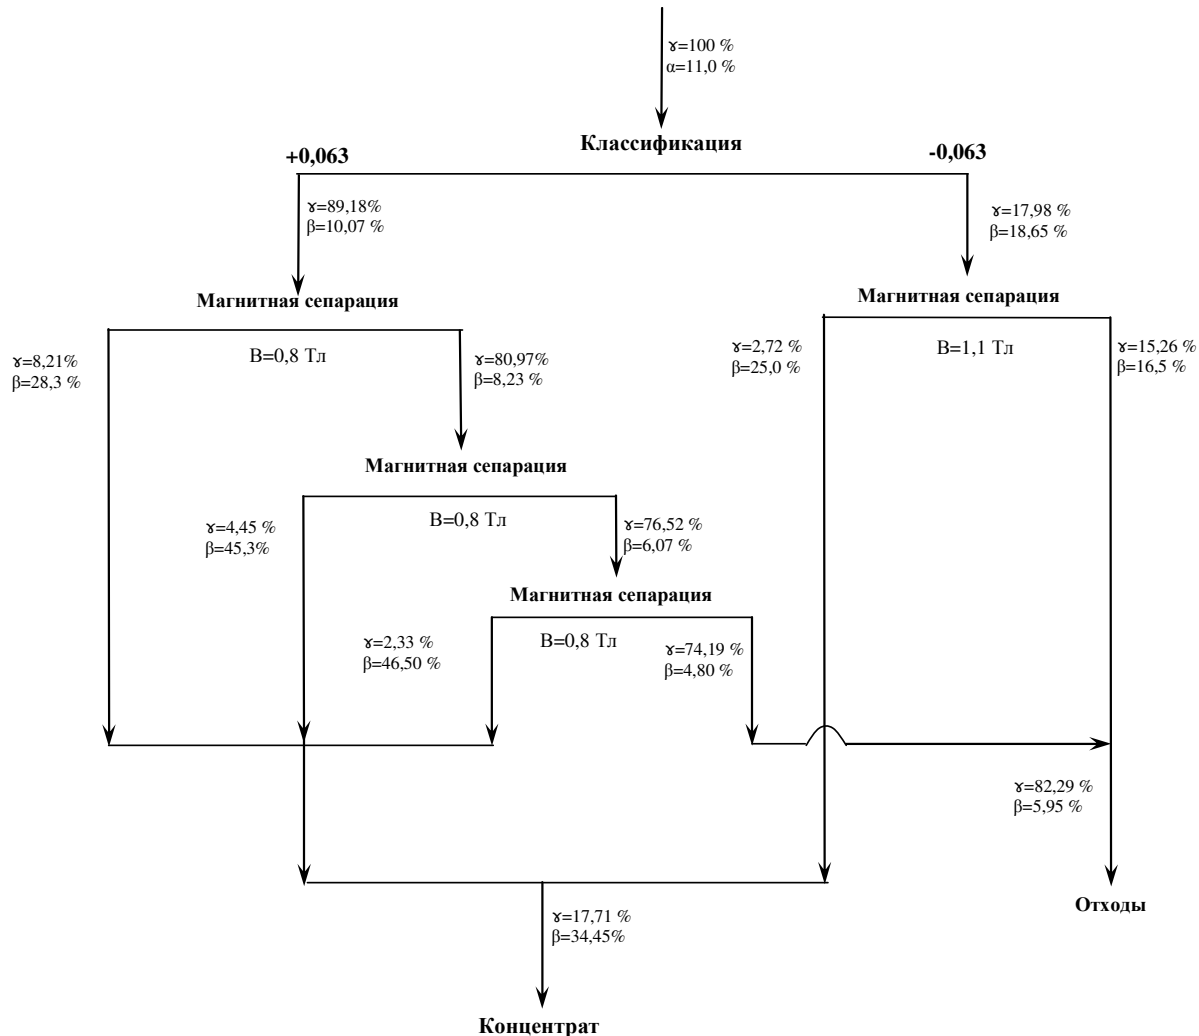 ɤ=100 %
α=11,0 %
Классификация
+0,063
-0,063
ɤ=89,18%
β=10,07 %
ɤ=17,98 %
β=18,65 %
Магнитная сепарация
Магнитная сепарация
ɤ=8,21%
β=28,3 %
В=0,8 Тл
ɤ=80,97%
β=8,23 %
ɤ=2,72 %
β=25,0 %
В=1,1 Тл
ɤ=15,26 %
β=16,5 %
Магнитная сепарация
ɤ=4,45 %
β=45,3%
В=0,8 Тл
ɤ=76,52 %
β=6,07 %
Магнитная сепарация
ɤ=2,33 %
β=46,50 %
В=0,8 Тл
ɤ=74,19 %
β=4,80 %
ɤ=82,29 %
β=5,95 %
Отходы
ɤ=17,71 %
β=34,45%
Концентрат